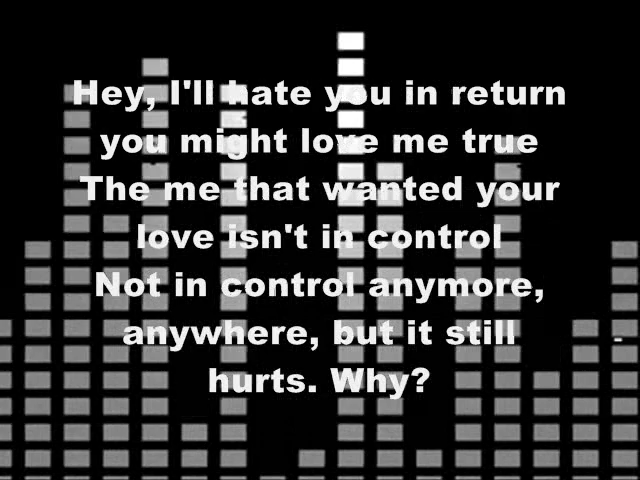 Hey, I'll hate you in return
you might love me true
The me that wanted your
love isn't in control
Not in control anymore,
anywhere, but it still
hurts. Why?